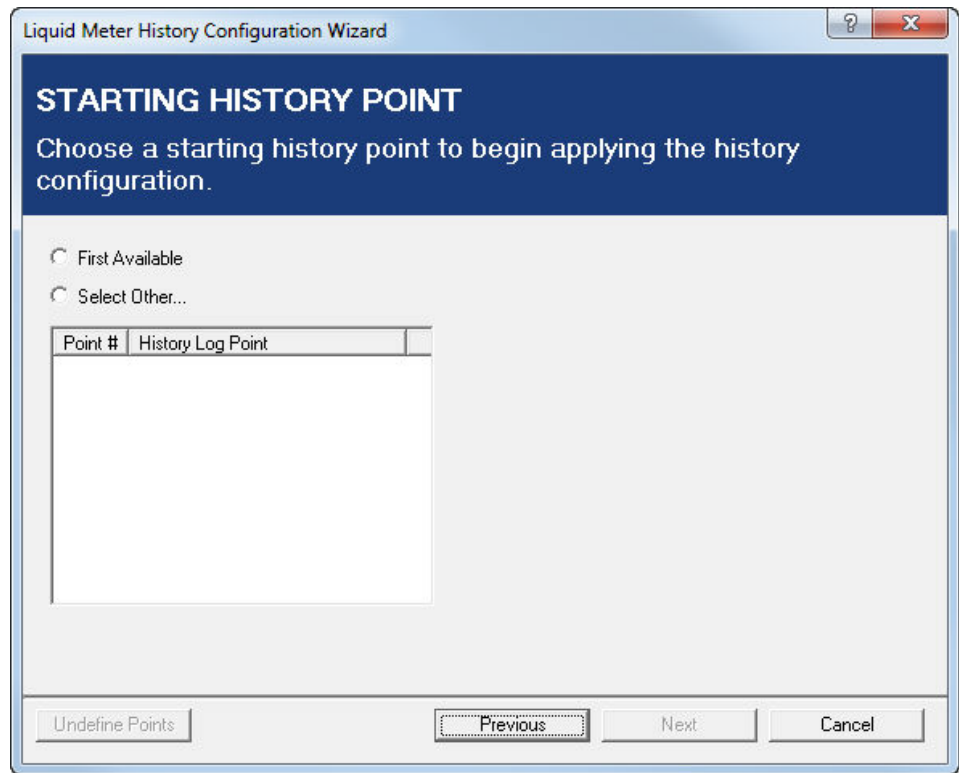 Liquid Meter History Configuration Wizard
STARTING HISTORY POINT
Choose a starting history point to begin applying the history
configuration.
First Available
Select Other...
Point # History Log Point
Undefine Points Previous Next Cancel